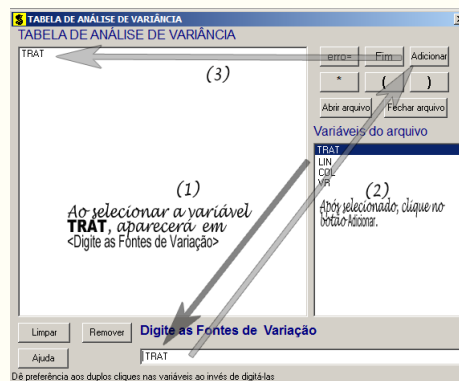 TABELA DE ANÁLISE DE VARIÂNCIA
TABELA DE ANÁLISE DE VARIÂNCIA
TRAT
(3)
erro=
Fim
Adicionar
*
(
)
Abrir arquivo
Fechar arquivo
Variáveis do arquivo
TRAT
LIN
COL
VR
(1)
Ao selecionar a variável
TRAT, aparecerá em
<Digite as Fontes de Variação>
(2)
Após selecionado, clique no
botão Adicionar.
Limpar
Remover
Digite as Fontes de Variação
Ajuda
TRAT
Dê preferência aos duplos cliques nas variáveis ao invés de digitá-las